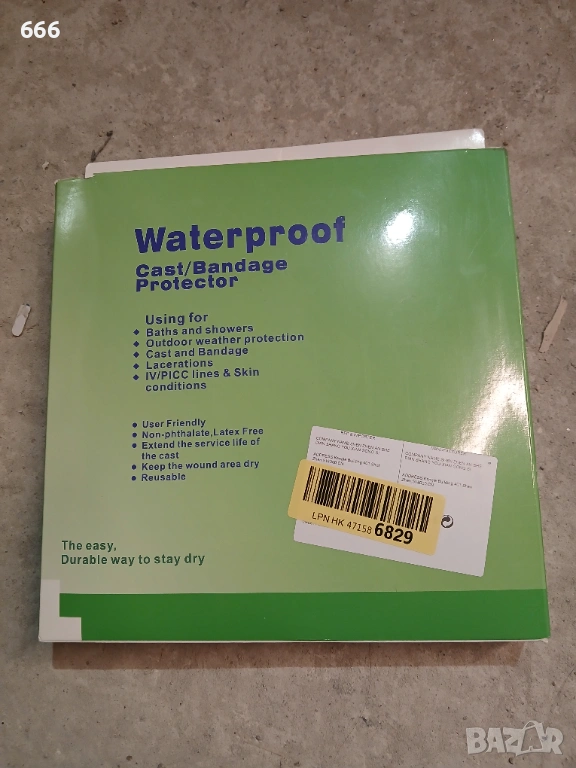 666
Waterproof
Cast/Bandage
Protector
Using for
Baths and showers
Outdoor weather protection
Cast and Bandage
Lacerations
IV/PICC lines & Skin
conditions
User Friendly
Non-phthalate,Latex Free
Extend the service life of
the cast
Keep the wound area dry
Reusable
LPN HK 47158 6829
The easy,
Durable way to stay dry
BAZAR